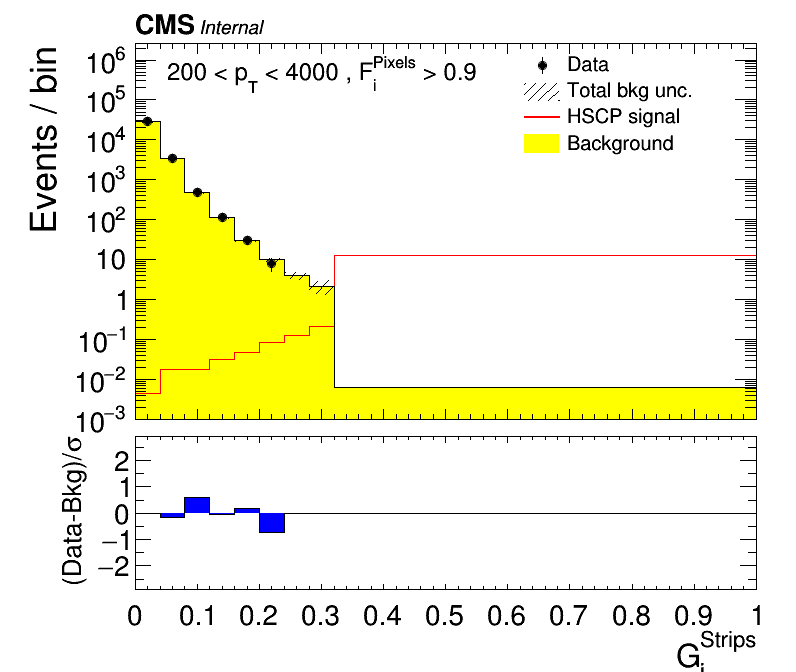 CMS Internal
200 < p_T < 4000 , F_i^Pixels > 0.9
Data
Total bkg unc.
HSCP signal
Background
Events / bin
10^6
10^5
10^4
10^3
10^2
10
1
10^−1
10^−2
10^−3
(Data-Bkg)/σ
2
1
0
−1
−2
0 0.1 0.2 0.3 0.4 0.5 0.6 0.7 0.8 0.9 1
G_i^Strips